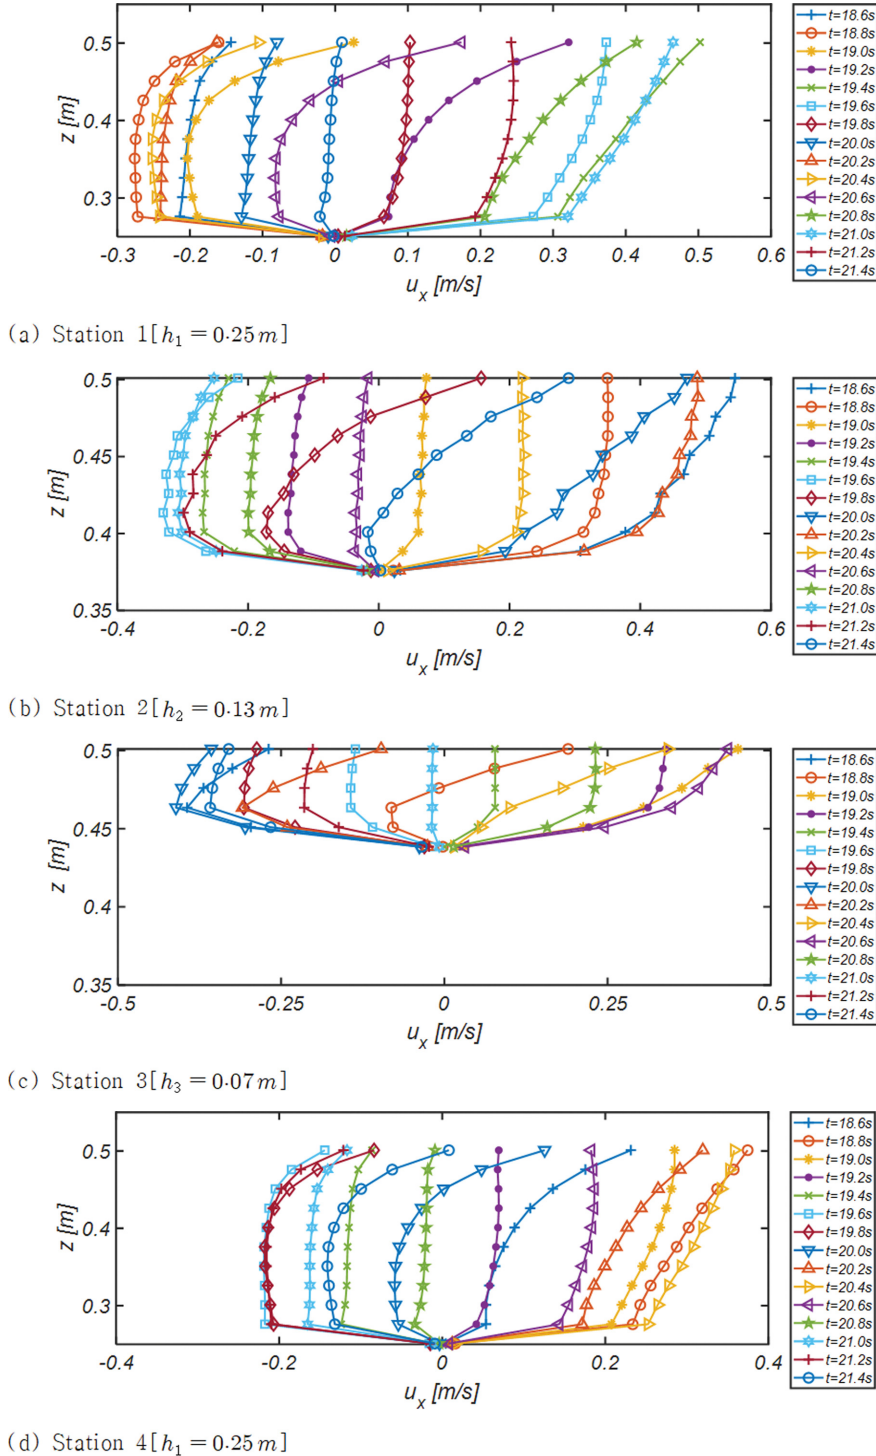 z [m]
0.5
0.4
0.3
-0.3 -0.2 -0.1 0 0.1 0.2 0.3 0.4 0.5 0.6
u_x [m/s]
t=18.6s
t=18.8s
t=19.0s
t=19.2s
t=19.4s
t=19.6s
t=19.8s
t=20.0s
t=20.2s
t=20.4s
t=20.6s
t=20.8s
t=21.0s
t=21.2s
t=21.4s
(a) Station 1[h₁ = 0.25m]
z [m]
0.5
0.45
0.4
0.35
-0.4 -0.2 0 0.2 0.4 0.6
u_x [m/s]
t=18.6s
t=18.8s
t=19.0s
t=19.2s
t=19.4s
t=19.6s
t=19.8s
t=20.0s
t=20.2s
t=20.4s
t=20.6s
t=20.8s
t=21.0s
t=21.2s
t=21.4s
(b) Station 2[h₂ = 0.13m]
z [m]
0.5
0.45
0.4
0.35
-0.5 -0.25 0 0.25 0.5
u_x [m/s]
t=18.6s
t=18.8s
t=19.0s
t=19.2s
t=19.4s
t=19.6s
t=19.8s
t=20.0s
t=20.2s
t=20.4s
t=20.6s
t=20.8s
t=21.0s
t=21.2s
t=21.4s
(c) Station 3[h₃ = 0.07m]
z [m]
0.5
0.4
0.3
-0.4 -0.2 0 0.2 0.4
u_x [m/s]
t=18.6s
t=18.8s
t=19.0s
t=19.2s
t=19.4s
t=19.6s
t=19.8s
t=20.0s
t=20.2s
t=20.4s
t=20.6s
t=20.8s
t=21.0s
t=21.2s
t=21.4s
(d) Station 4[h₁ = 0.25m]